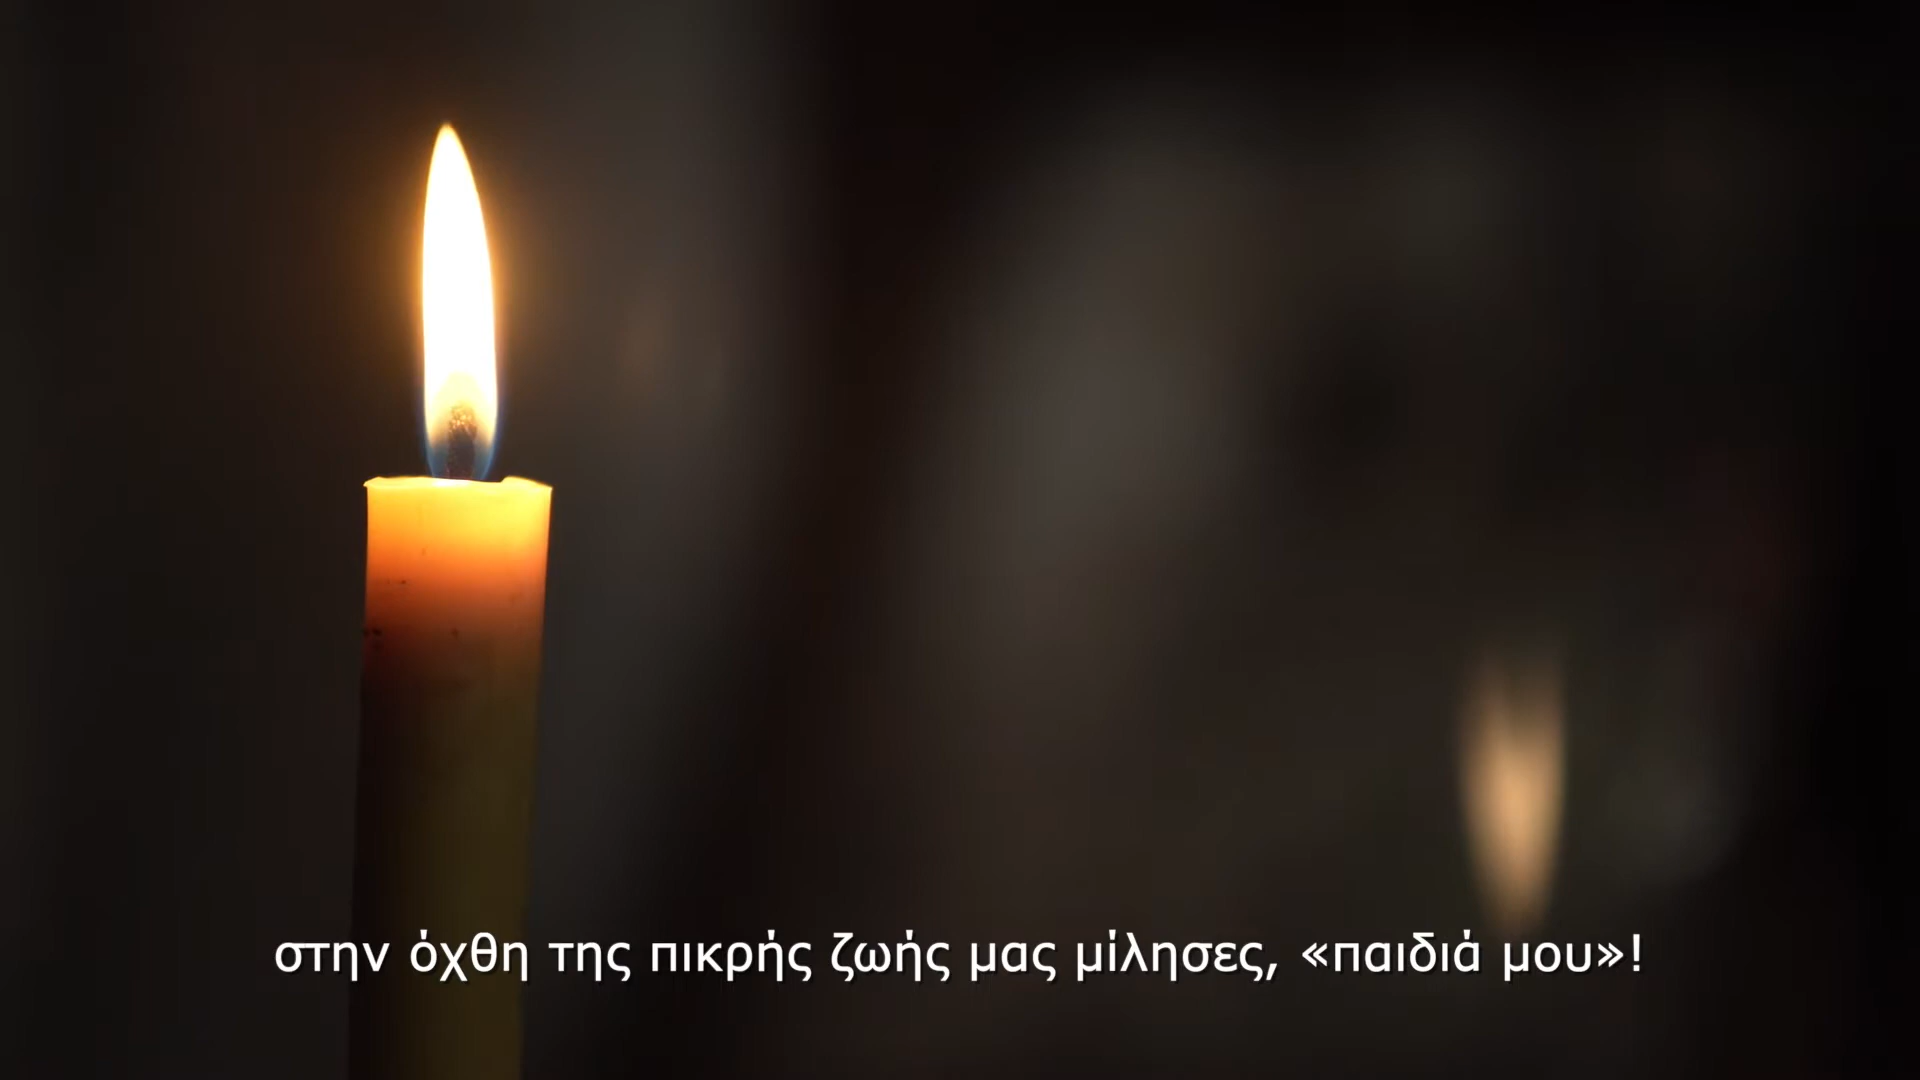 στην όχθη της πικρής ζωής μας μίλησες, «παιδιά μου»!